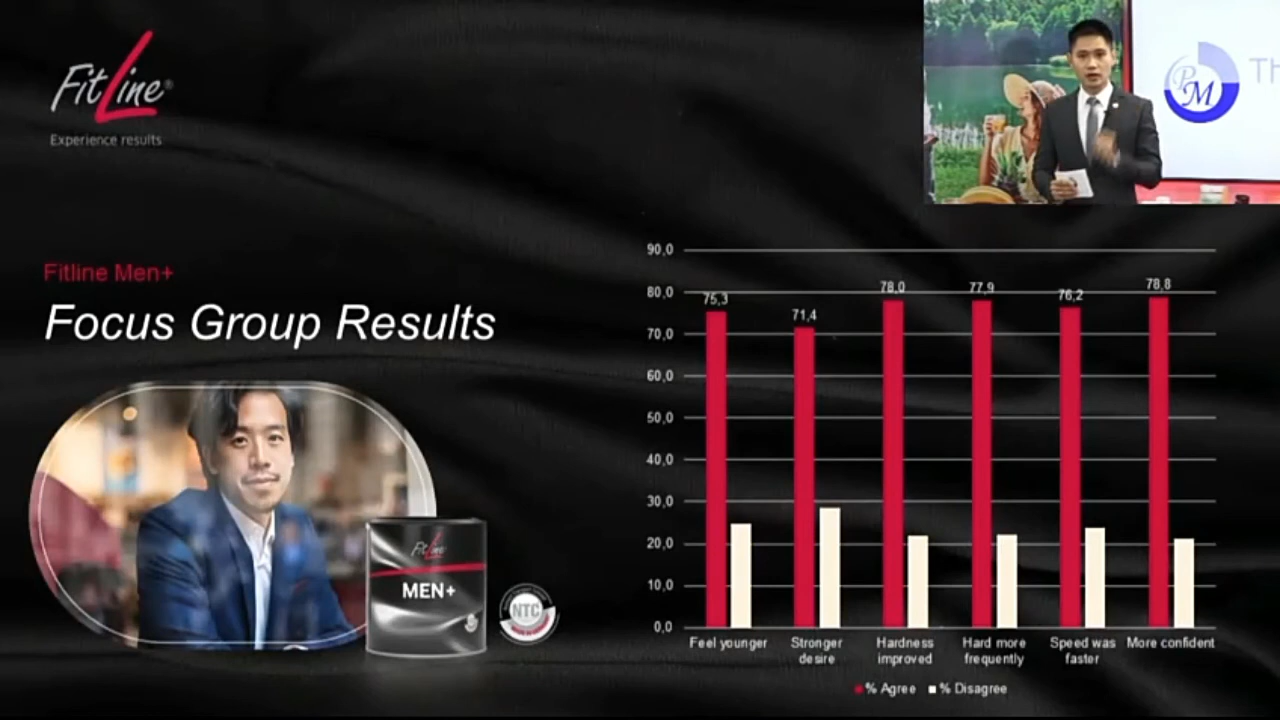 FitLine®
Experience results
PM
TH
Fitline Men+
Focus Group Results
FitLine
MEN+
NTC
90,0
80,0
70,0
60,0
50,0
40,0
30,0
20,0
10,0
0,0
75,3
71,4
78,0
77,9
76,2
78,8
Feel younger
Stronger
desire
Hardness
improved
Hard more
frequently
Speed was
faster
More confident
% Agree
% Disagree